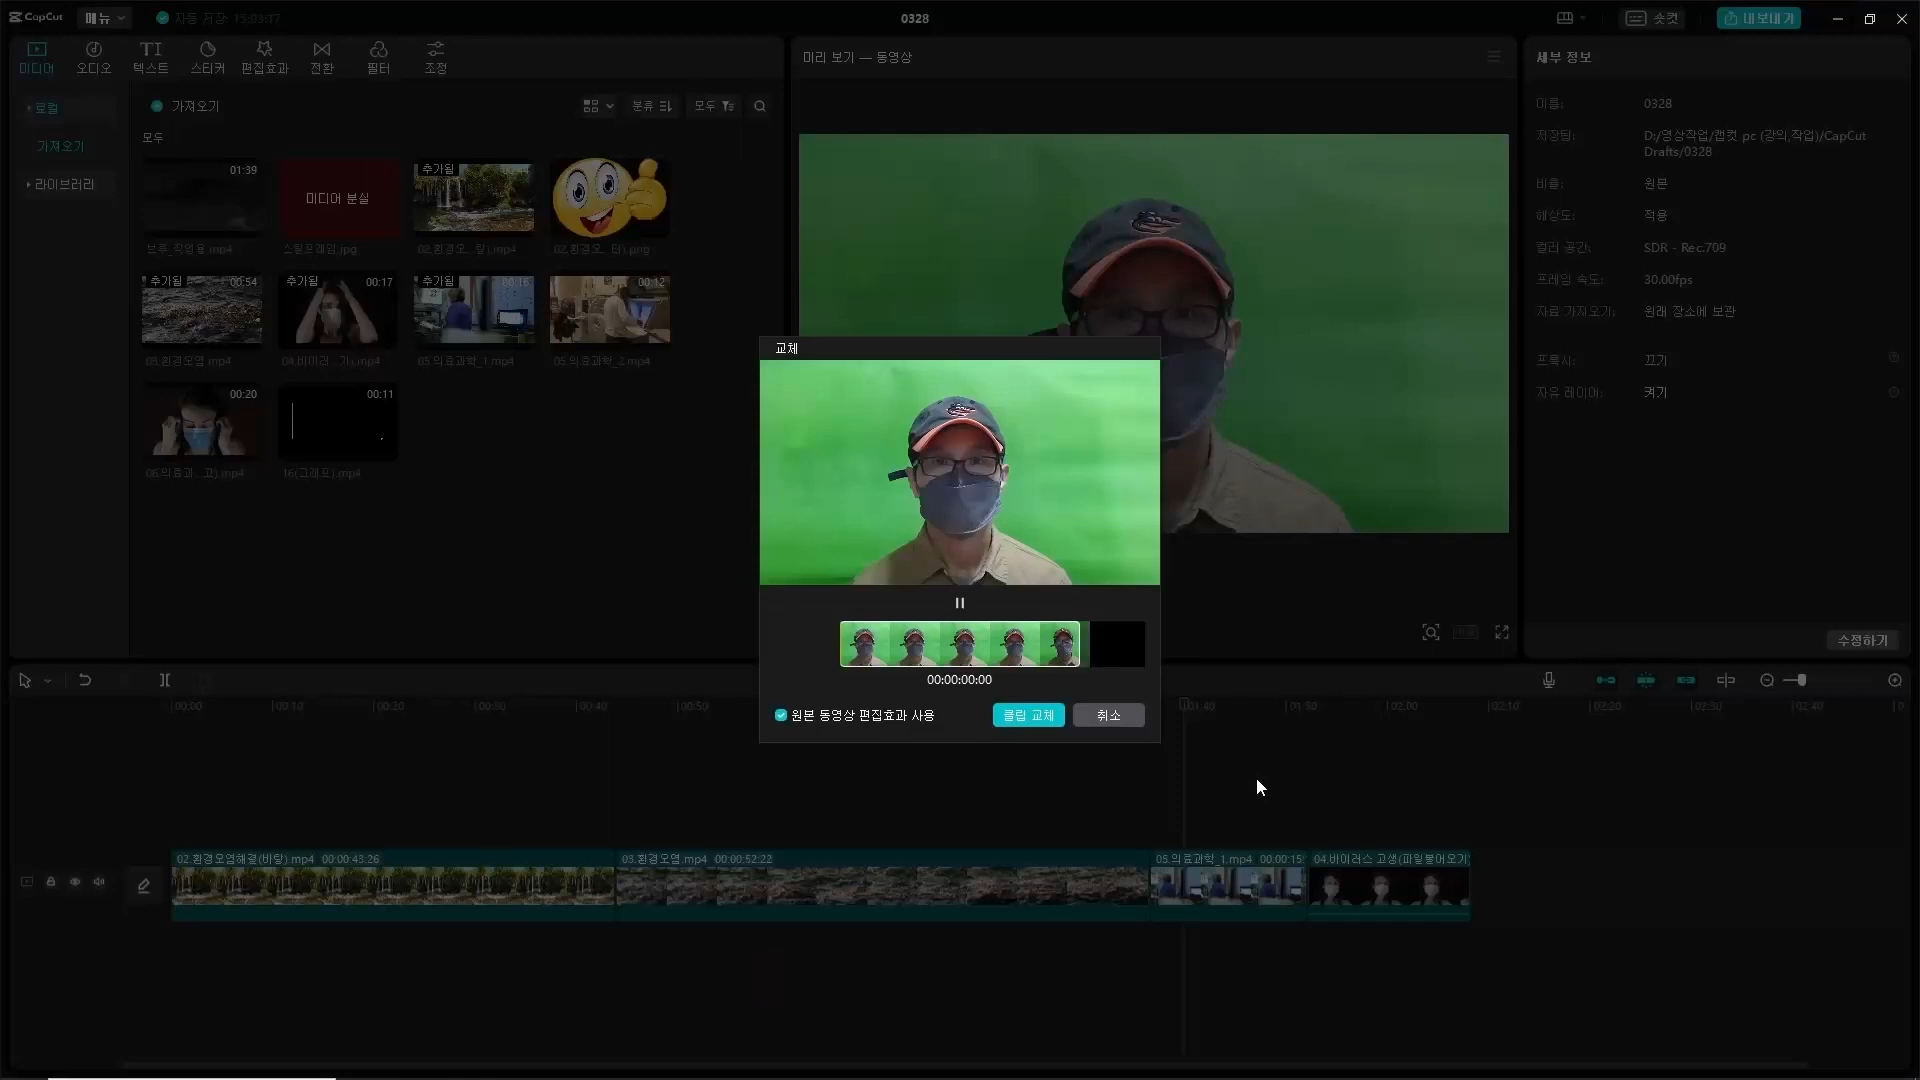 CapCut
메뉴
자동 저장: 15:03:17
0328
숏컷
내보내기
미디어
오디오
텍스트
스티커
편집효과
전환
필터
조정
로컬
가져오기
라이브러리
가져오기
분류
모두
모두
01:39
보루_작업용.mp4
미디어 분실
스틸프레임.jpg
추가됨
02.환경오...탕).mp4
02.환경오...터).png
추가됨 00:54
03.환경오염.mp4
추가됨 00:17
04.바이러...기).mp4
추가됨 00:16
05.의료과학_1.mp4
00:12
05.의료과학_2.mp4
00:20
06.의료과...고).mp4
00:11
16(그래프).mp4
미리 보기 — 동영상
세부 정보
이름: 0328
저장됨: D:/영상작업/캡컷 pc (강의,작업)/CapCut
Drafts/0328
비율: 원본
해상도: 적용
컬러 공간: SDR - Rec.709
프레임 속도: 30.00fps
자료 가져오기: 원래 장소에 보관
프록시: 끄기
자유 레이어: 켜기
수정하기
교체
00:00:00:00
원본 동영상 편집효과 사용
클립 교체
취소
00:00
00:10
00:20
00:30
00:40
00:50
01:40
01:50
02:00
02:10
02:20
02:30
02:40
02.환경오염해결(바탕).mp4 00:00:43:26
03.환경오염.mp4 00:00:52:22
05.의료과학_1.mp4 00:00:15:
04.바이러스 고생(파일붙여오기)